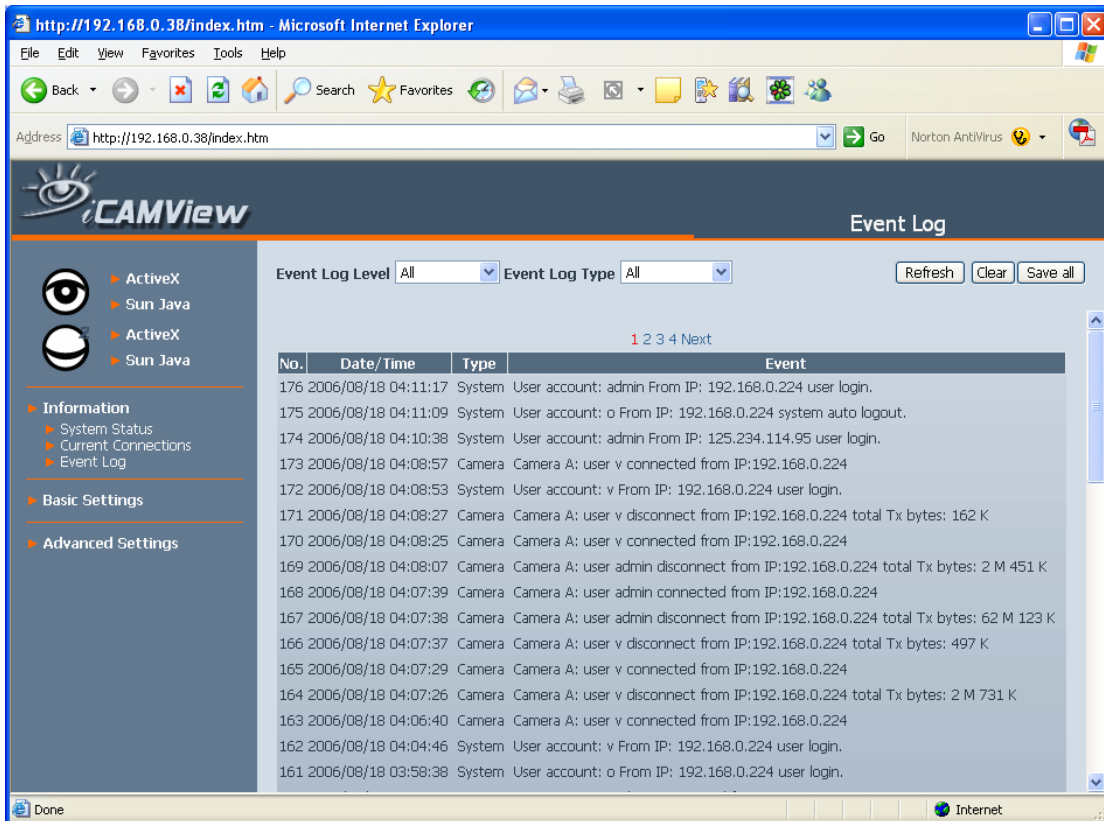 http://192.168.0.38/index.htm - Microsoft Internet Explorer
File Edit View Favorites Tools Help
Back Search Favorites
Address http://192.168.0.38/index.htm Go Norton AntiVirus
iCAMView
Event Log
ActiveX
Sun Java
ActiveX
Sun Java
Information
System Status
Current Connections
Event Log
Basic Settings
Advanced Settings
Event Log Level All Event Log Type All Refresh Clear Save all
1 2 3 4 Next
No. Date/Time Type Event
176 2006/08/18 04:11:17 System User account: admin From IP: 192.168.0.224 user login.
175 2006/08/18 04:11:09 System User account: o From IP: 192.168.0.224 system auto logout.
174 2006/08/18 04:10:38 System User account: admin From IP: 125.234.114.95 user login.
173 2006/08/18 04:08:57 Camera Camera A: user v connected from IP:192.168.0.224
172 2006/08/18 04:08:53 System User account: v From IP: 192.168.0.224 user login.
171 2006/08/18 04:08:27 Camera Camera A: user v disconnect from IP:192.168.0.224 total Tx bytes: 162 K
170 2006/08/18 04:08:25 Camera Camera A: user v connected from IP:192.168.0.224
169 2006/08/18 04:08:07 Camera Camera A: user admin disconnect from IP:192.168.0.224 total Tx bytes: 2 M 451 K
168 2006/08/18 04:07:39 Camera Camera A: user admin connected from IP:192.168.0.224
167 2006/08/18 04:07:38 Camera Camera A: user admin disconnect from IP:192.168.0.224 total Tx bytes: 62 M 123 K
166 2006/08/18 04:07:37 Camera Camera A: user v disconnect from IP:192.168.0.224 total Tx bytes: 497 K
165 2006/08/18 04:07:29 Camera Camera A: user v connected from IP:192.168.0.224
164 2006/08/18 04:07:26 Camera Camera A: user v disconnect from IP:192.168.0.224 total Tx bytes: 2 M 731 K
163 2006/08/18 04:06:40 Camera Camera A: user v connected from IP:192.168.0.224
162 2006/08/18 04:04:46 System User account: v From IP: 192.168.0.224 user login.
161 2006/08/18 03:58:38 System User account: o From IP: 192.168.0.224 user login.
Done Internet